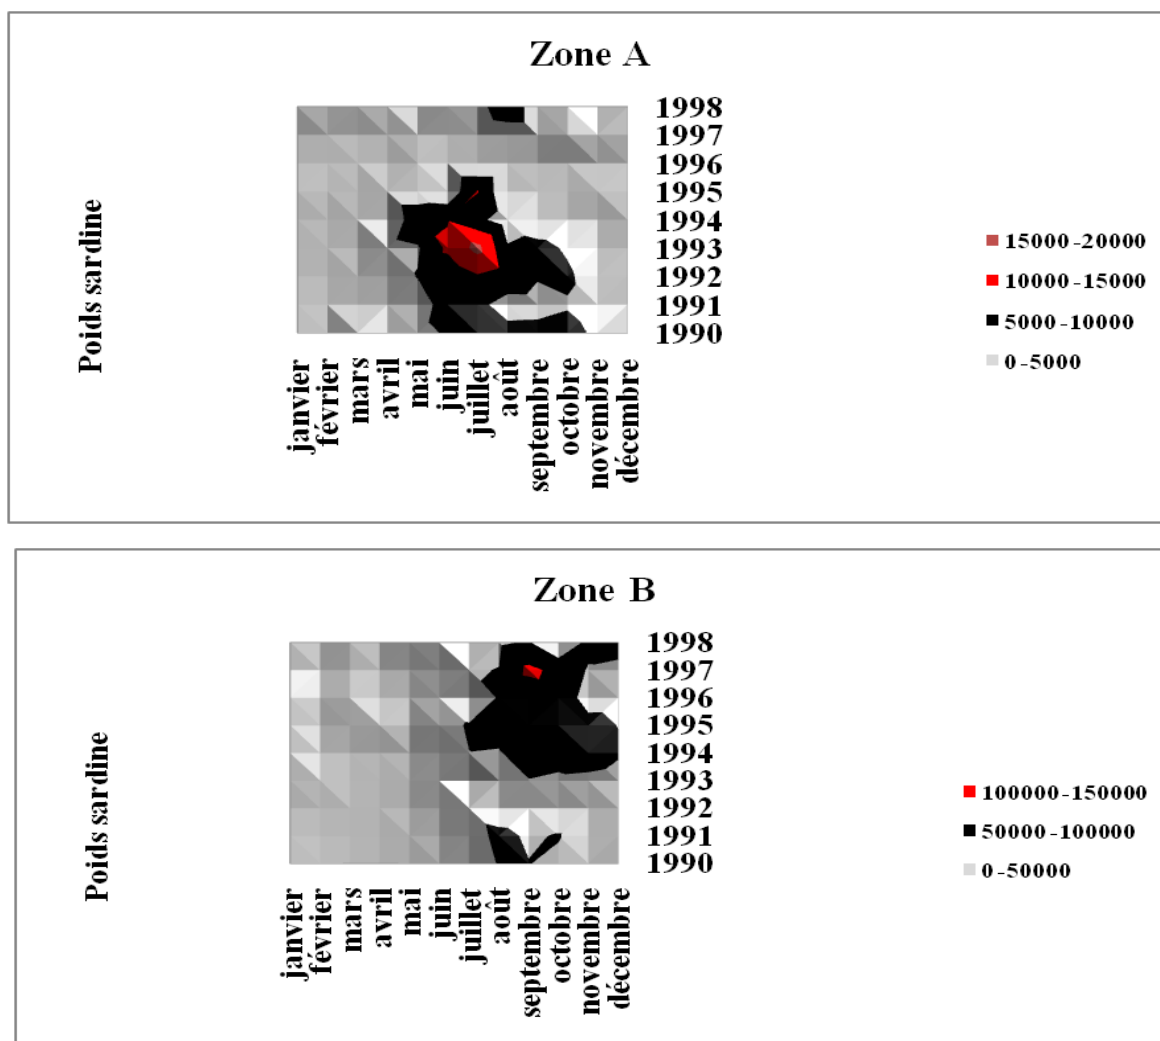 Zone A
Poids sardine
1998
1997
1996
1995
1994
1993
1992
1991
1990
janvier
février
mars
avril
mai
juin
juillet
août
septembre
octobre
novembre
décembre
15000-20000
10000-15000
5000-10000
0-5000
Zone B
Poids sardine
1998
1997
1996
1995
1994
1993
1992
1991
1990
janvier
février
mars
avril
mai
juin
juillet
août
septembre
octobre
novembre
décembre
100000-150000
50000-100000
0-50000